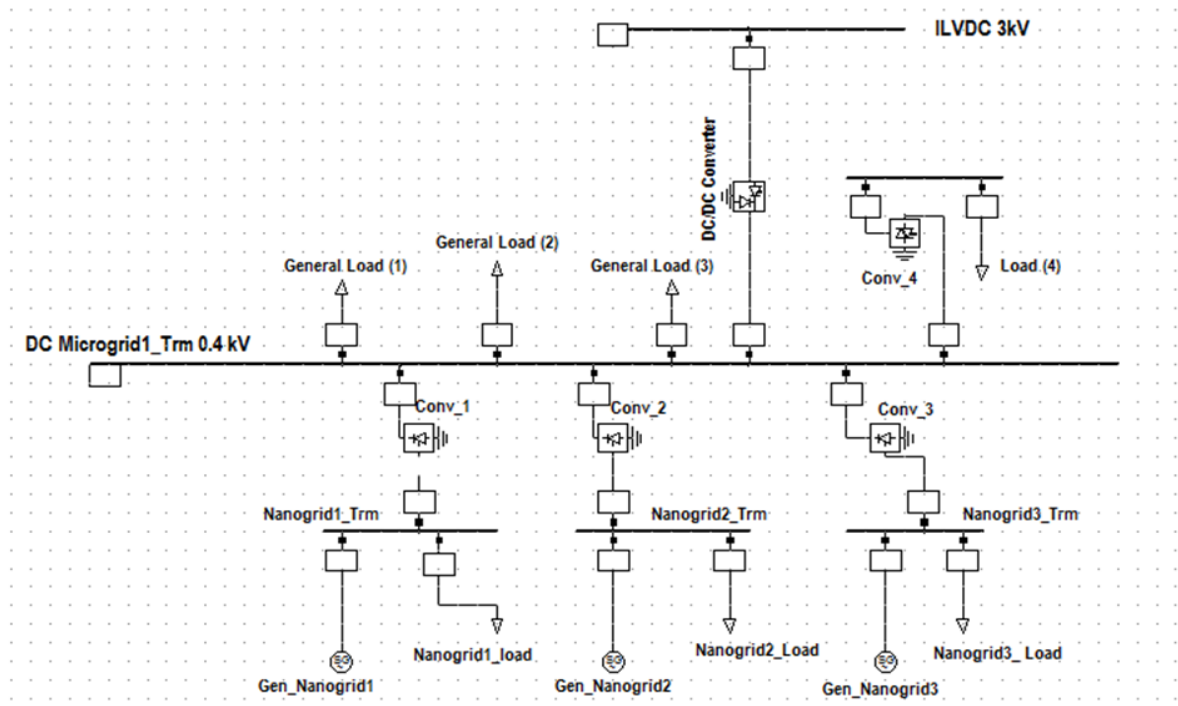 ILVDC 3kV
DC/DC Converter
General Load (2)
General Load (1)
General Load (3)
Conv_4
Load (4)
DC Microgrid1_Trm 0.4 kV
Conv_1
Conv_2
Conv_3
Nanogrid1_Trm
Nanogrid2_Trm
Nanogrid3_Trm
Nanogrid1_load
Nanogrid2_Load
Nanogrid3_ Load
Gen_Nanogrid1
Gen_Nanogrid2
Gen_Nanogrid3